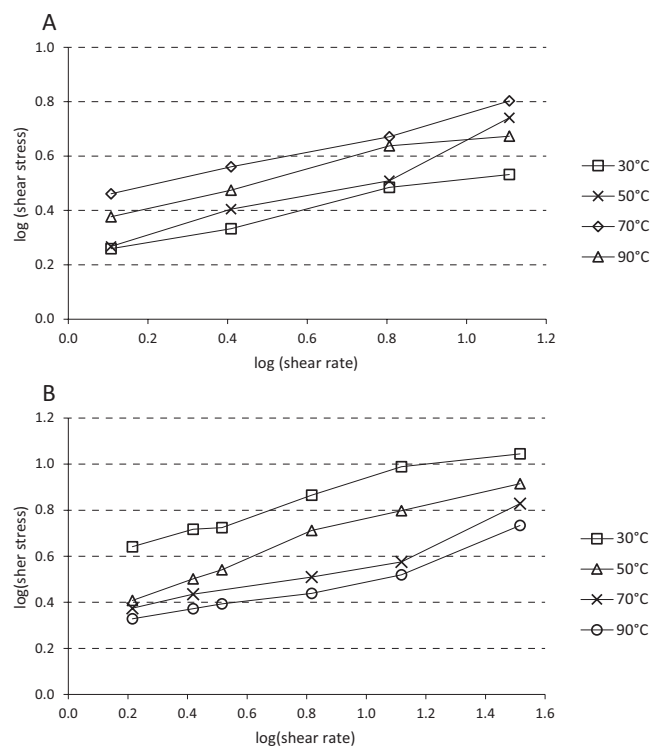 A
log (shear stress)
1.0
0.8
0.6
0.4
0.2
0.0
0.0 0.2 0.4 0.6 0.8 1.0 1.2
log (shear rate)
30°C
50°C
70°C
90°C
B
log(sher stress)
1.2
1.0
0.8
0.6
0.4
0.2
0.0
0.0 0.2 0.4 0.6 0.8 1.0 1.2 1.4 1.6
log(shear rate)
30°C
50°C
70°C
90°C